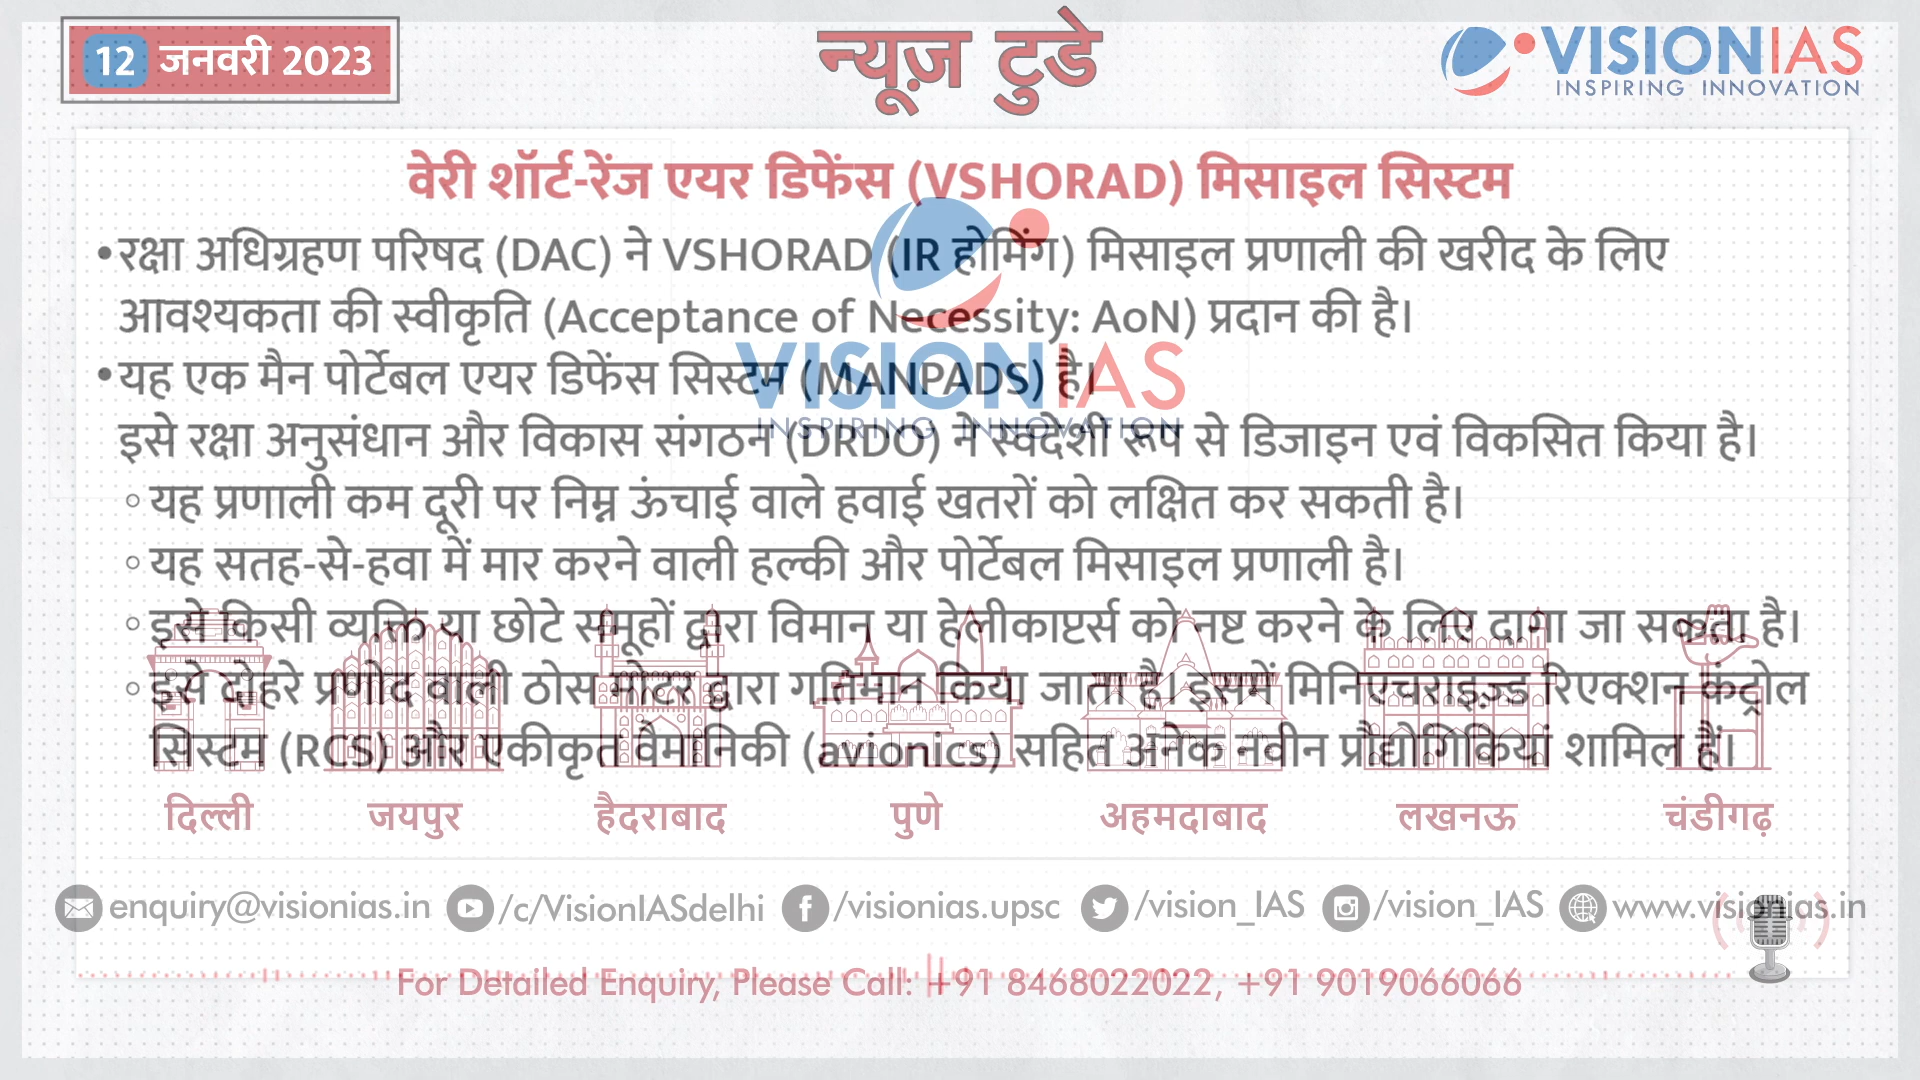 12 जनवरी 2023
न्यूज़ टुडे
VISIONIAS
INSPIRING INNOVATION
वेरी शॉर्ट-रेंज एयर डिफेंस (VSHORAD) मिसाइल सिस्टम
•रक्षा अधिग्रहण परिषद (DAC) ने VSHORAD (IR होमिंग) मिसाइल प्रणाली की खरीद के लिए
आवश्यकता की स्वीकृति (Acceptance of Necessity: AoN) प्रदान की है।
•यह एक मैन पोर्टेबल एयर डिफेंस सिस्टम (MANPADS) है।
VISIONIAS
INSPIRING INNOVATION
इसे रक्षा अनुसंधान और विकास संगठन (DRDO) ने स्वदेशी रूप से डिजाइन एवं विकसित किया है।
◦यह प्रणाली कम दूरी पर निम्न ऊंचाई वाले हवाई खतरों को लक्षित कर सकती है।
◦यह सतह-से-हवा में मार करने वाली हल्की और पोर्टेबल मिसाइल प्रणाली है।
◦इसे किसी व्यक्ति या छोटे समूहों द्वारा विमान या हेलीकाप्टर्स को नष्ट करने के लिए दागा जा सकता है।
◦इसे दोहरे प्रणोद वाली ठोस मोटर द्वारा गतिमान किया जाता है। इसमें मिनिएचराइज़्ड रिएक्शन कंट्रोल
सिस्टम (RCS) और एकीकृत वैमानिकी (avionics) सहित अनेक नवीन प्रौद्योगिकियां शामिल हैं।
दिल्ली जयपुर हैदराबाद पुणे अहमदाबाद लखनऊ चंडीगढ़
enquiry@visionias.in /c/VisionIASdelhi /visionias.upsc /vision_IAS /vision_IAS www.visionias.in
For Detailed Enquiry, Please Call: +91 8468022022, +91 9019066066